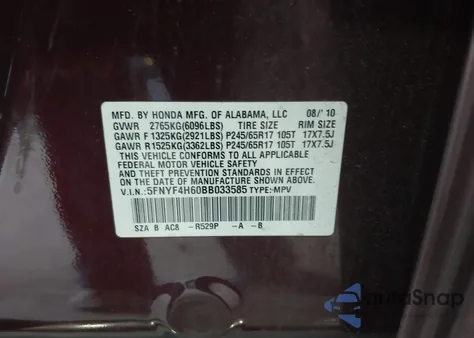 MFD. BY HONDA MFG. OF ALABAMA, LLC 08/'10
GVWR 2765KG(6096LBS) TIRE SIZE RIM SIZE
GAWR F 1325KG(2921LBS) P245/65R17 105T 17X7.5J
GAWR R1525KG(3362LBS) P245/65R17 105T 17X7.5J
THIS VEHICLE CONFORMS TO ALL APPLICABLE
FEDERAL MOTOR VEHICLE SAFETY AND
THEFT PREVENTION STANDARDS IN EFFECT ON
THE DATE OF MANUFACTURE SHOWN ABOVE.
V.I.N.: 5FNYF4H60BB033585 TYPE: MPV
SZA B AC8 -R529P -A -B
AutoSnap